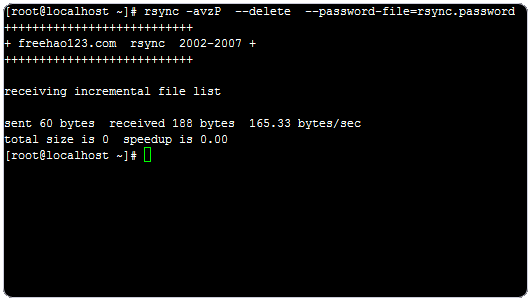 [root@localhost ~]# rsync -avzP  --delete  --password-file=rsync.password
+++++++++++++++++++++++++++
+ freehao123.com  rsync  2002-2007 +
+++++++++++++++++++++++++++
receiving incremental file list
sent 60 bytes  received 188 bytes  165.33 bytes/sec
total size is 0  speedup is 0.00
[root@localhost ~]#